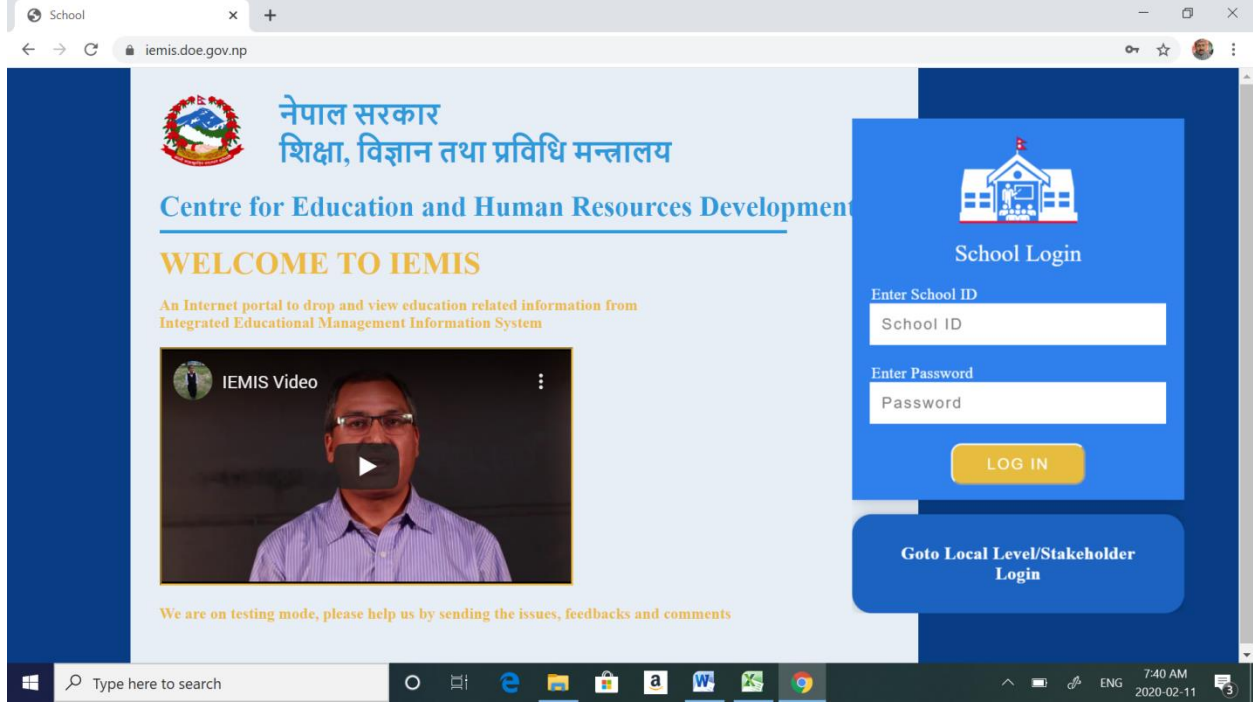 School
iemis.doe.gov.np
नेपाल सरकार
शिक्षा, विज्ञान तथा प्रविधि मन्त्रालय
Centre for Education and Human Resources Development
WELCOME TO IEMIS
An Internet portal to drop and view education related information from
Integrated Educational Management Information System
IEMIS Video
We are on testing mode, please help us by sending the issues, feedbacks and comments
School Login
Enter School ID
School ID
Enter Password
Password
LOG IN
Goto Local Level/Stakeholder
Login
Type here to search
ENG
7:40 AM
2020-02-11
3